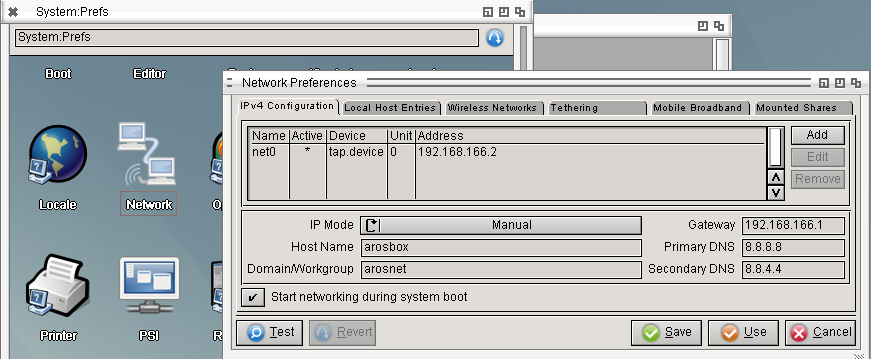 System:Prefs
System:Prefs
Boot Editor
Locale Network
Printer PSI
Network Preferences
IPv4 Configuration Local Host Entries Wireless Networks Tethering Mobile Broadband Mounted Shares
Name Active Device Unit Address
net0 * tap.device 0 192.168.166.2
Add
Edit
Remove
IP Mode Manual Gateway 192.168.166.1
Host Name arosbox Primary DNS 8.8.8.8
Domain/Workgroup arosnet Secondary DNS 8.8.4.4
Start networking during system boot
Test Revert Save Use Cancel